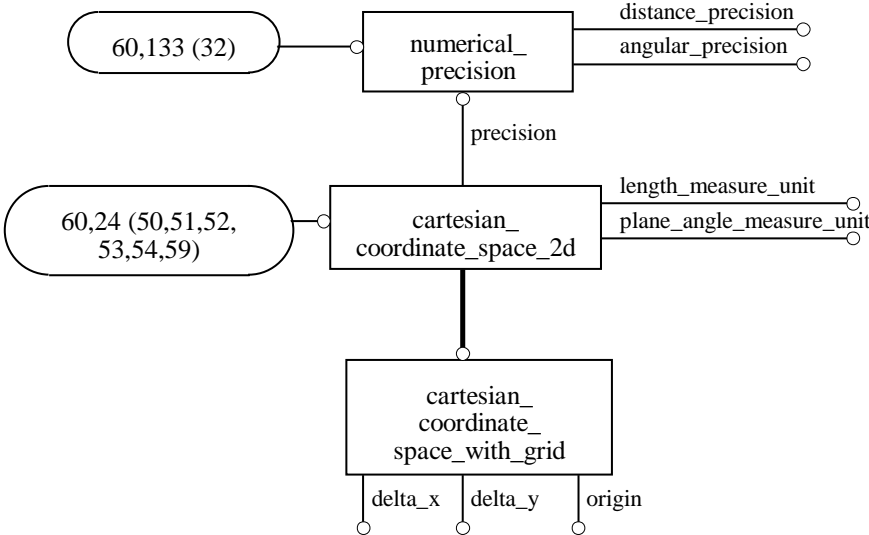 distance_precision
60,133 (32)
numerical_
precision
angular_precision
precision
length_measure_unit
60,24 (50,51,52,
53,54,59)
cartesian_
coordinate_space_2d
plane_angle_measure_unit
cartesian_
coordinate_
space_with_grid
delta_x
delta_y
origin